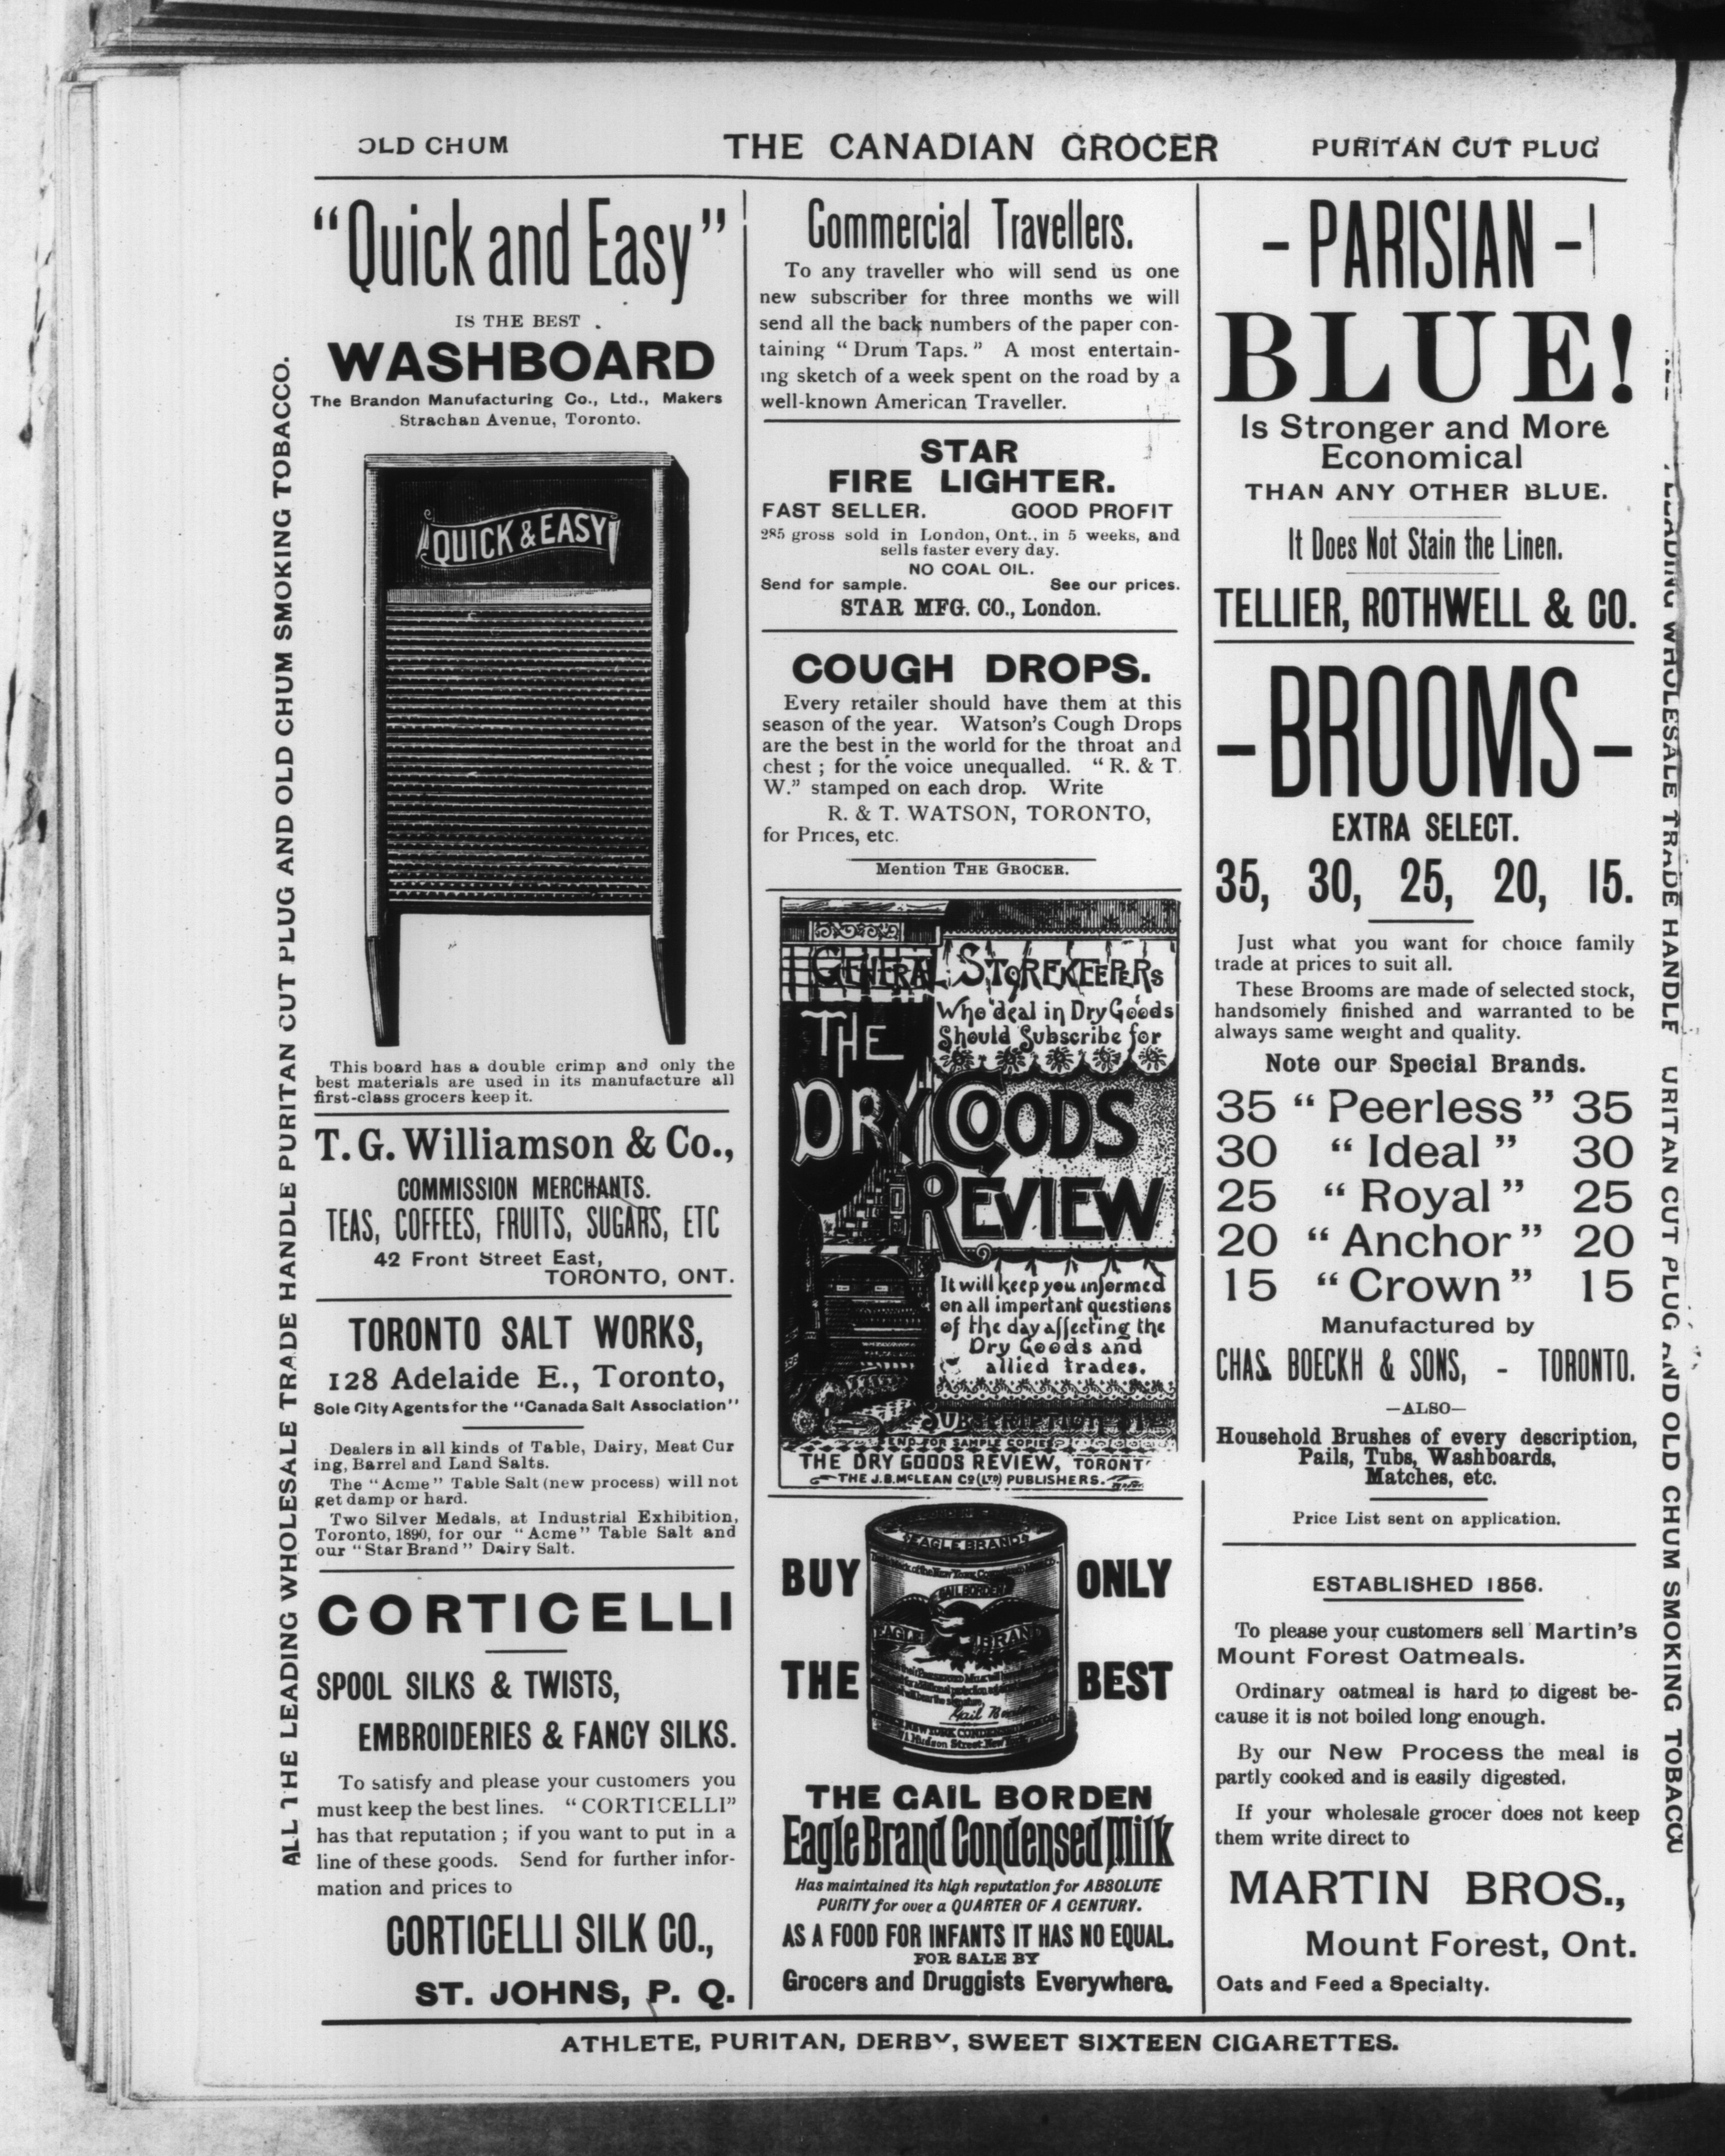 OLD CHUM
THE CANADIAN GROCER
PURITAN CUT PLUG
ALL THE LEADING WHOLESALE TRADE HANDLE PURITAN CUT PLUG AND OLD CHUM SMOKING TOBACCO.
"Quick and Easy"
IS THE BEST
WASHBOARD
The Brandon Manufacturing Co., Ltd., Makers
Strachan Avenue, Toronto.
QUICK & EASY
This board has a double crimp and only the
best materials are used in its manufacture all
first-class grocers keep it.
T. G. Williamson & Co.,
COMMISSION MERCHANTS.
TEAS, COFFEES, FRUITS, SUGARS, ETC
42 Front Street East,
TORONTO, ONT.
TORONTO SALT WORKS,
128 Adelaide E., Toronto,
Sole City Agents for the "Canada Salt Association"
Dealers in all kinds of Table, Dairy, Meat Cur
ing, Barrel and Land Salts.
The "Acme" Table Salt (new process) will not
get damp or hard.
Two Silver Medals, at Industrial Exhibition,
Toronto, 1890, for our "Acme" Table Salt and
our "Star Brand" Dairy Salt.
CORTICELLI
SPOOL SILKS & TWISTS,
EMBROIDERIES & FANCY SILKS.
To satisfy and please your customers you
must keep the best lines. "CORTICELLI"
has that reputation ; if you want to put in a
line of these goods. Send for further infor-
mation and prices to
CORTICELLI SILK CO.,
ST. JOHNS, P. Q.
Commercial Travellers.
To any traveller who will send us one
new subscriber for three months we will
send all the back numbers of the paper con-
taining "Drum Taps." A most entertain-
ing sketch of a week spent on the road by a
well-known American Traveller.
STAR
FIRE LIGHTER.
FAST SELLER. GOOD PROFIT
285 gross sold in London, Ont., in 5 weeks, and
sells faster every day.
NO COAL OIL.
Send for sample. See our prices.
STAR MFG. CO., London.
COUGH DROPS.
Every retailer should have them at this
season of the year. Watson's Cough Drops
are the best in the world for the throat and
chest ; for the voice unequalled. "R. & T.
W." stamped on each drop. Write
R. & T. WATSON, TORONTO,
for Prices, etc.
Mention THE GROCER.
GENERAL STOREKEEPERS
Who deal in Dry Goods
Should Subscribe for
THE
DRY GOODS
REVIEW
It will keep you informed
on all important questions
of the day affecting the
Dry Goods and
allied trades.
SUBSCRIPTION
SEND FOR SAMPLE COPIES
THE DRY GOODS REVIEW, TORONT
THE J.B. McLEAN Co (LTD) PUBLISHERS.
BUY ONLY
THE BEST
EAGLE BRAND
GAIL BORDEN
EAGLE BRAND
Gail
Hudson Street New York
THE GAIL BORDEN
Eagle Brand Condensed Milk
Has maintained its high reputation for ABSOLUTE
PURITY for over a QUARTER OF A CENTURY.
AS A FOOD FOR INFANTS IT HAS NO EQUAL.
FOR SALE BY
Grocers and Druggists Everywhere.
- PARISIAN -
BLUE!
Is Stronger and More
Economical
THAN ANY OTHER BLUE.
It Does Not Stain the Linen.
TELLIER, ROTHWELL & CO.
-BROOMS-
EXTRA SELECT.
35, 30, 25, 20, 15.
Just what you want for choice family
trade at prices to suit all.
These Brooms are made of selected stock,
handsomely finished and warranted to be
always same weight and quality.
Note our Special Brands.
35 "Peerless" 35
30 "Ideal" 30
25 "Royal" 25
20 "Anchor" 20
15 "Crown" 15
Manufactured by
CHAS. BOECKH & SONS, - TORONTO.
—ALSO—
Household Brushes of every description,
Pails, Tubs, Washboards,
Matches, etc.
Price List sent on application.
ESTABLISHED 1856.
To please your customers sell Martin's
Mount Forest Oatmeals.
Ordinary oatmeal is hard to digest be-
cause it is not boiled long enough.
By our New Process the meal is
partly cooked and is easily digested.
If your wholesale grocer does not keep
them write direct to
MARTIN BROS.,
Mount Forest, Ont.
Oats and Feed a Specialty.
LEADING WHOLESALE TRADE HANDLE URITAN CUT PLUG AND OLD CHUM SMOKING TOBACCO
ATHLETE, PURITAN, DERBY, SWEET SIXTEEN CIGARETTES.